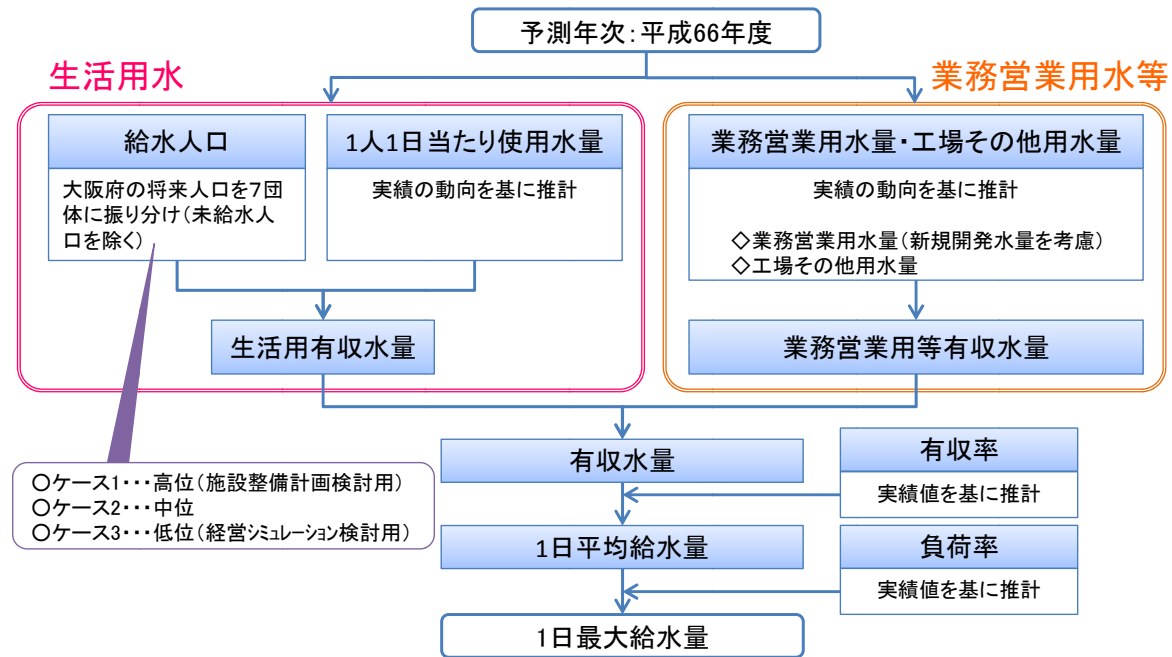 予測年次：平成66年度
生活用水
業務営業用水等
給水人口
大阪府の将来人口を7団
体に振り分け（未給水人
口を除く）
1人1日当たり使用水量
実績の動向を基に推計
業務営業用水量・工場その他用水量
実績の動向を基に推計
◇業務営業用水量（新規開発水量を考慮）
◇工場その他用水量
生活用有収水量
業務営業用等有収水量
○ケース1・・・高位（施設整備計画検討用）
○ケース2・・・中位
○ケース3・・・低位（経営シミュレーション検討用）
有収水量
有収率
実績値を基に推計
1日平均給水量
負荷率
実績値を基に推計
1日最大給水量